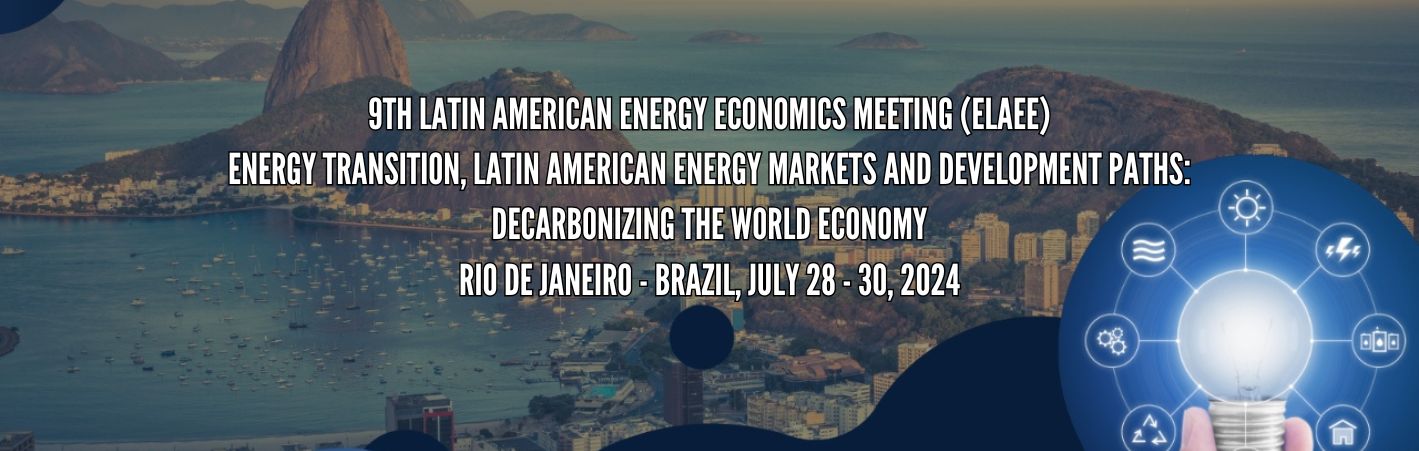 9TH LATIN AMERICAN ENERGY ECONOMICS MEETING (ELAEE)
ENERGY TRANSITION, LATIN AMERICAN ENERGY MARKETS AND DEVELOPMENT PATHS:
DECARBONIZING THE WORLD ECONOMY
RIO DE JANEIRO - BRAZIL, JULY 28 - 30, 2024